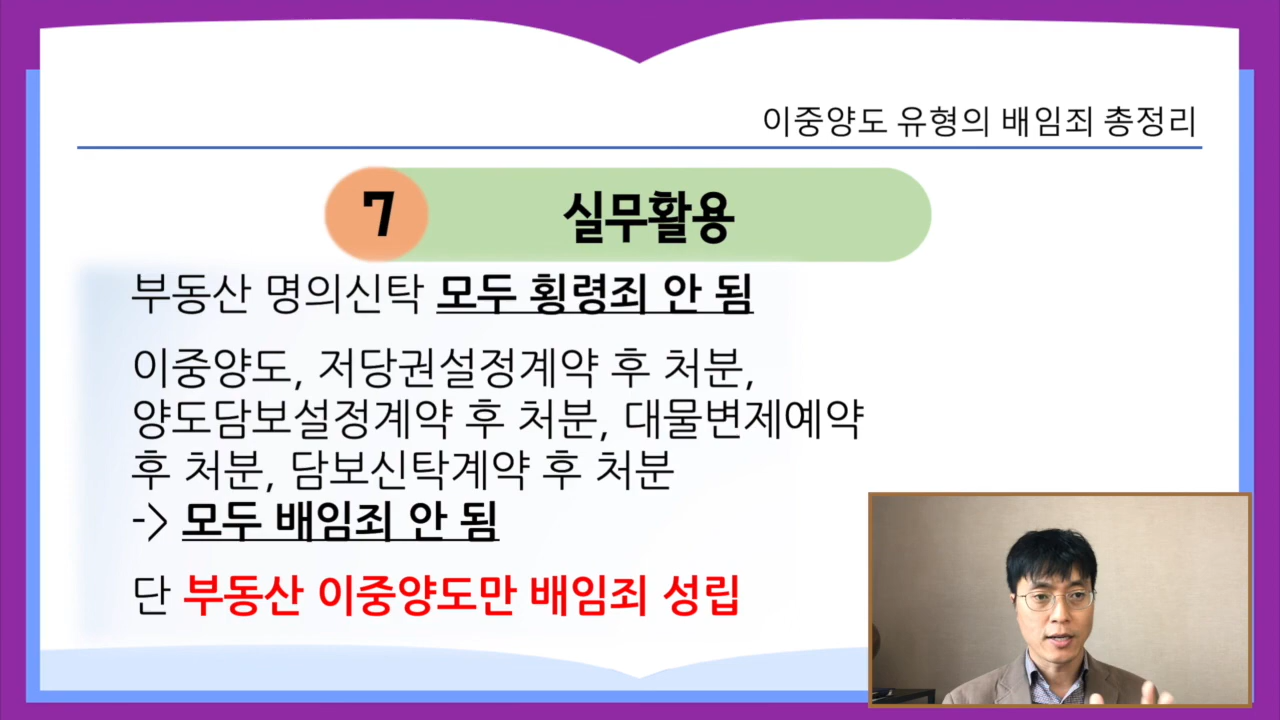 이중양도 유형의 배임죄 총정리
7 실무활용
부동산 명의신탁 모두 횡령죄 안 됨
이중양도, 저당권설정계약 후 처분,
양도담보설정계약 후 처분, 대물변제예약
후 처분, 담보신탁계약 후 처분
-> 모두 배임죄 안 됨
단 부동산 이중양도만 배임죄 성립